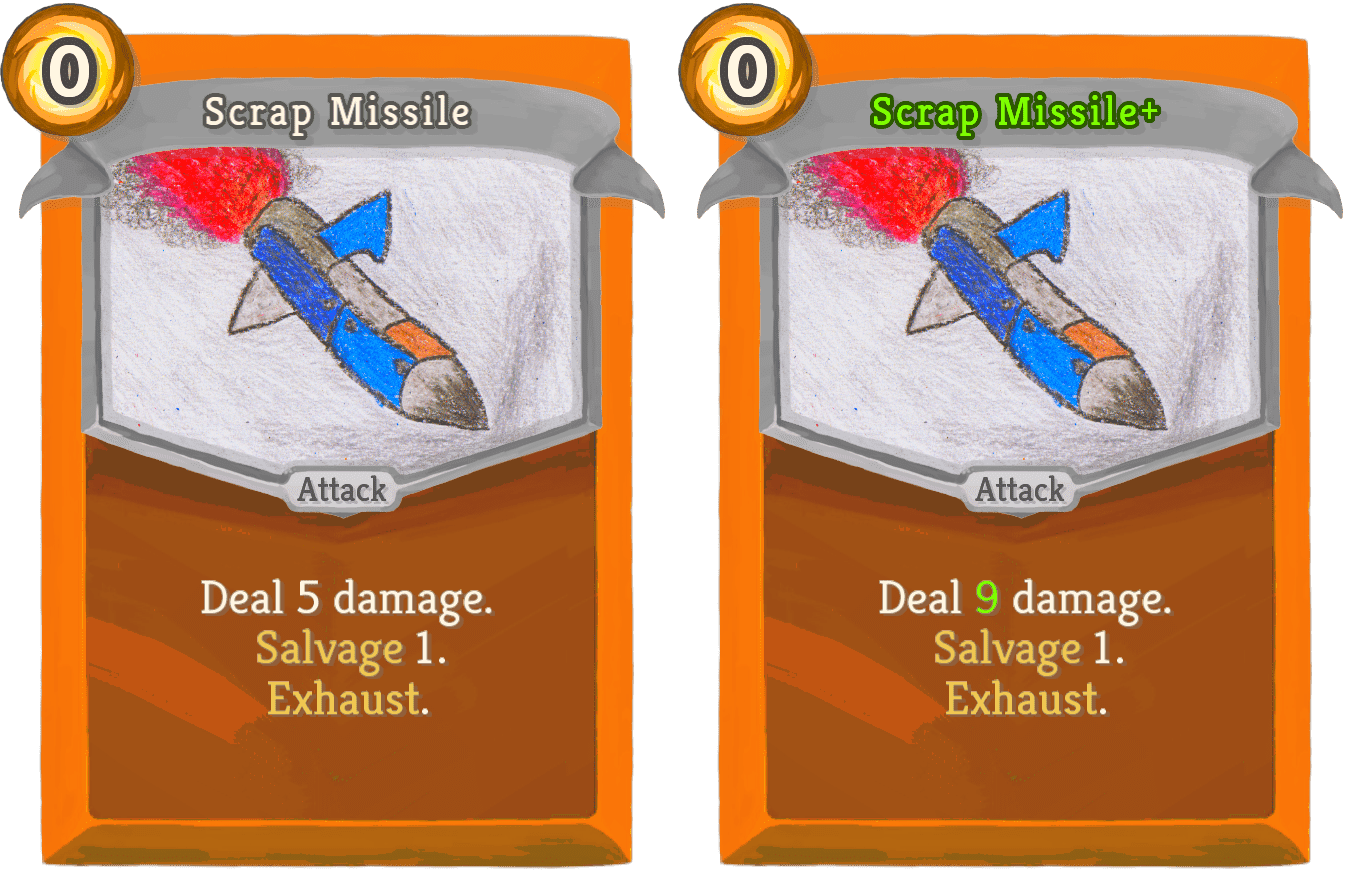 0
Scrap Missile
Attack
Deal 5 damage.
Salvage 1.
Exhaust.
0
Scrap Missile+
Attack
Deal 9 damage.
Salvage 1.
Exhaust.